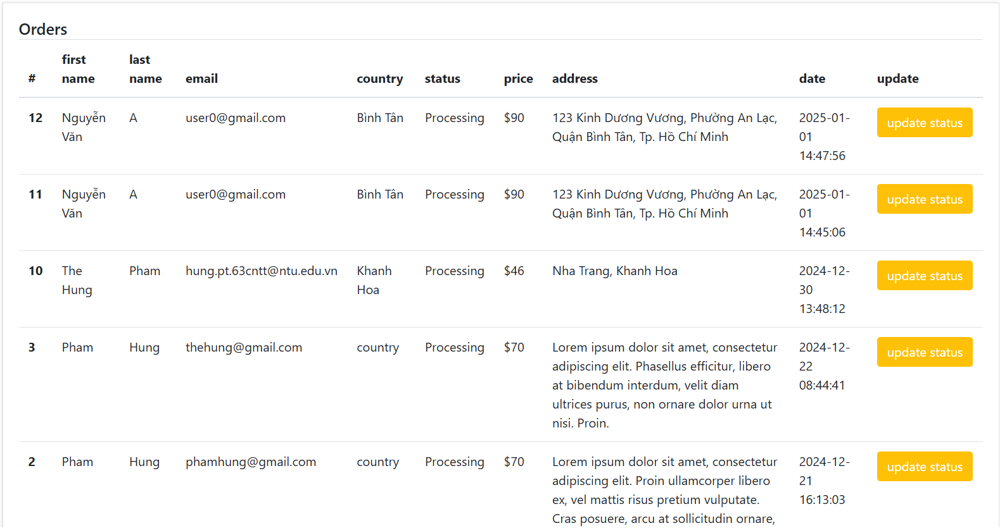 Orders
# first name last name email country status price address date update
12 Nguyễn Văn A user0@gmail.com Bình Tân Processing $90 123 Kinh Dương Vương, Phường An Lạc, Quận Bình Tân, Tp. Hồ Chí Minh 2025-01-01 14:47:56 update status
11 Nguyễn Văn A user0@gmail.com Bình Tân Processing $90 123 Kinh Dương Vương, Phường An Lạc, Quận Bình Tân, Tp. Hồ Chí Minh 2025-01-01 14:45:06 update status
10 The Hung Pham hung.pt.63cntt@ntu.edu.vn Khanh Hoa Processing $46 Nha Trang, Khanh Hoa 2024-12-30 13:48:12 update status
3 Pham Hung thehung@gmail.com country Processing $70 Lorem ipsum dolor sit amet, consectetur adipiscing elit. Phasellus efficitur, libero at bibendum interdum, velit diam ultrices purus, non ornare dolor urna ut nisi. Proin. 2024-12-22 08:44:41 update status
2 Pham Hung phamhung@gmail.com country Processing $70 Lorem ipsum dolor sit amet, consectetur adipiscing elit. Proin ullamcorper libero ex, vel mattis risus pretium vulputate. Cras posuere, arcu at sollicitudin ornare, 2024-12-21 16:13:03 update status